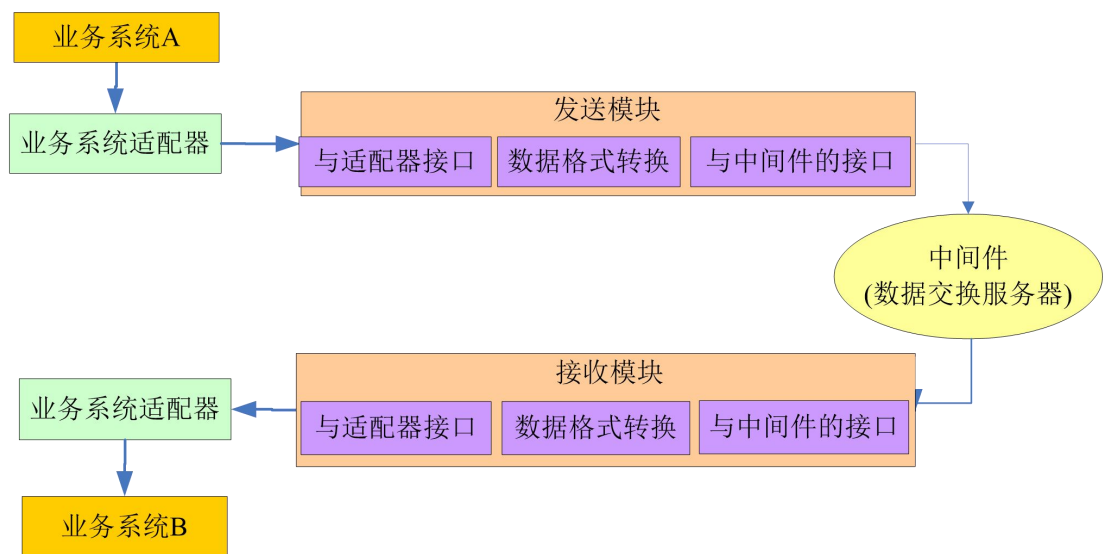 业务系统A
业务系统适配器
发送模块
与适配器接口
数据格式转换
与中间件的接口
中间件
(数据交换服务器)
接收模块
业务系统适配器
与适配器接口
数据格式转换
与中间件的接口
业务系统B